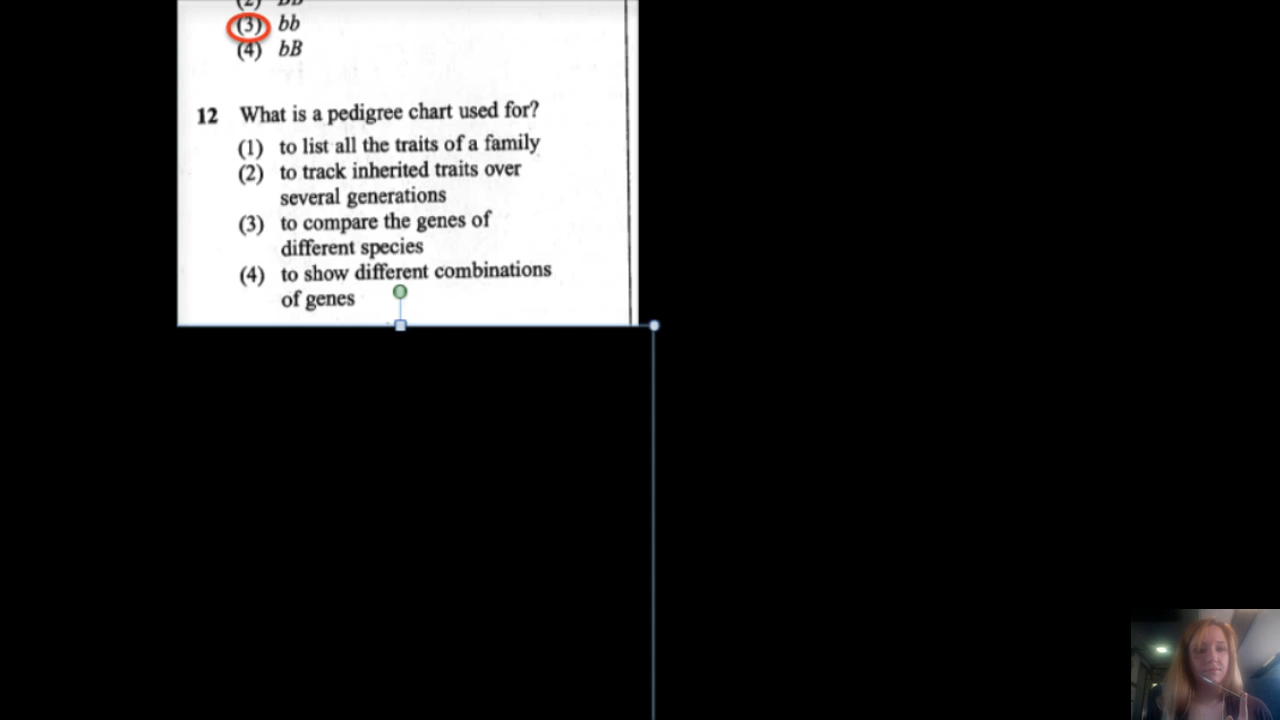 (3) bb
(4) bB
12 What is a pedigree chart used for?
(1) to list all the traits of a family
(2) to track inherited traits over
several generations
(3) to compare the genes of
different species
(4) to show different combinations
of genes